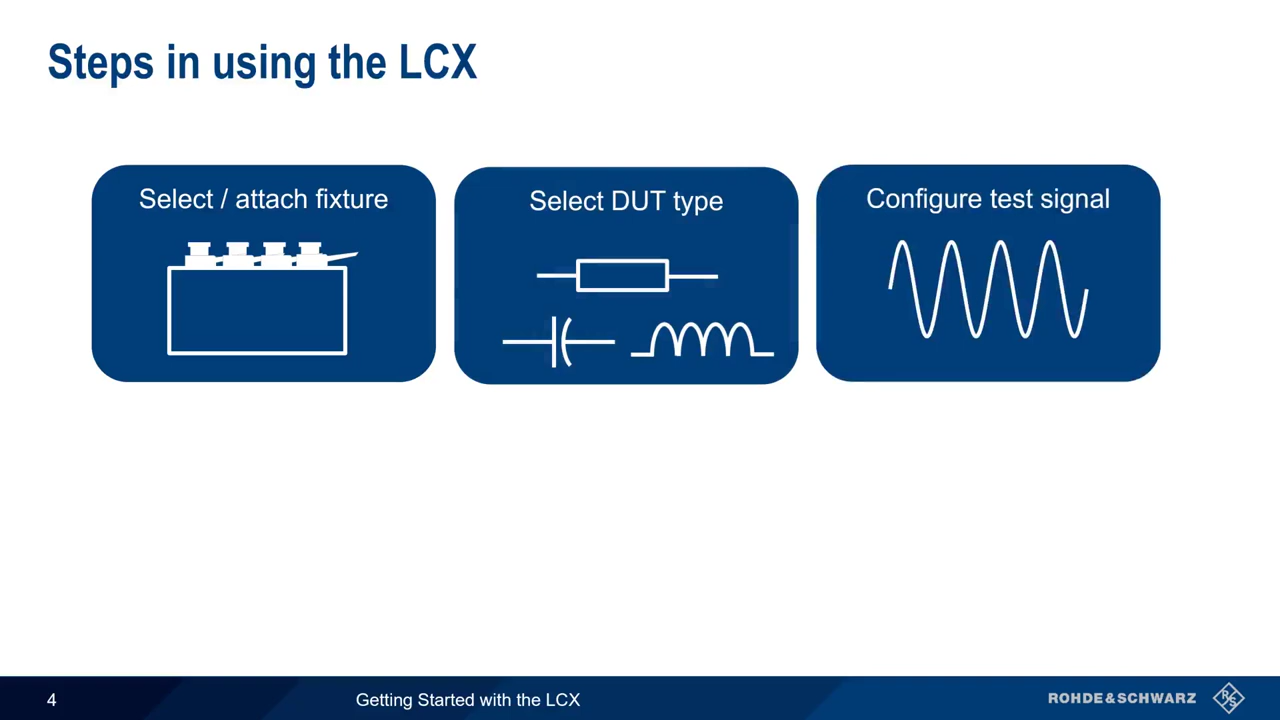 Steps in using the LCX
Select / attach fixture
Select DUT type
Configure test signal
4
Getting Started with the LCX
ROHDE&SCHWARZ
R
S